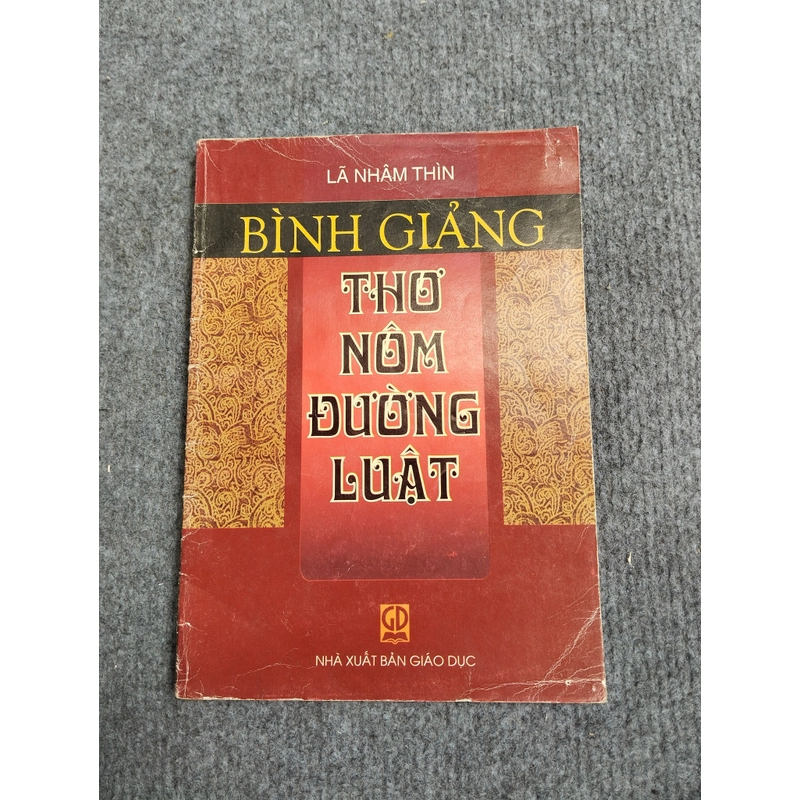 LÃ NHÂM THÌN
BÌNH GIẢNG
THƠ
NÔM
ĐƯỜNG
LUẬT
GD
NHÀ XUẤT BẢN GIÁO DỤC